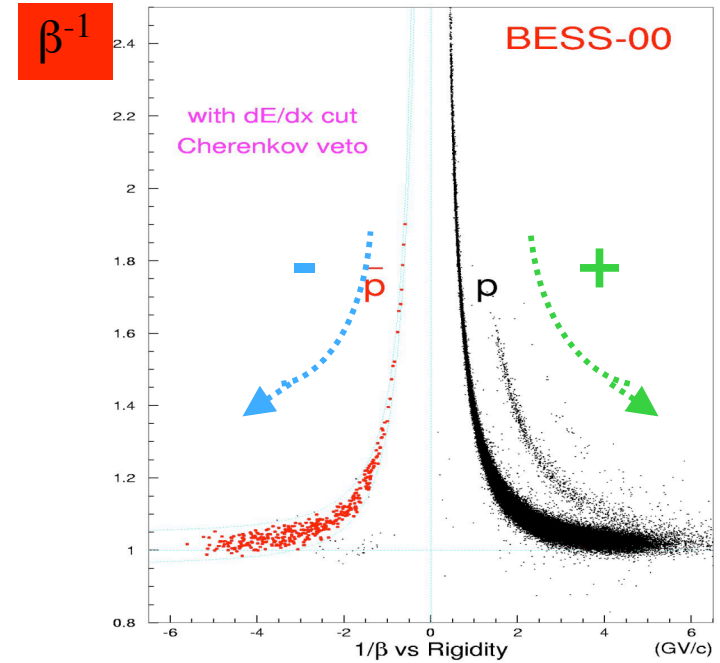 β-1
BESS-00
with dE/dx cut
Cherenkov veto
2.4
2.2
2
1.8
1.6
1.4
1.2
1
0.8
-
p̄
p
+
-6
-4
-2
0
2
4
6
1/β vs Rigidity
(GV/c)